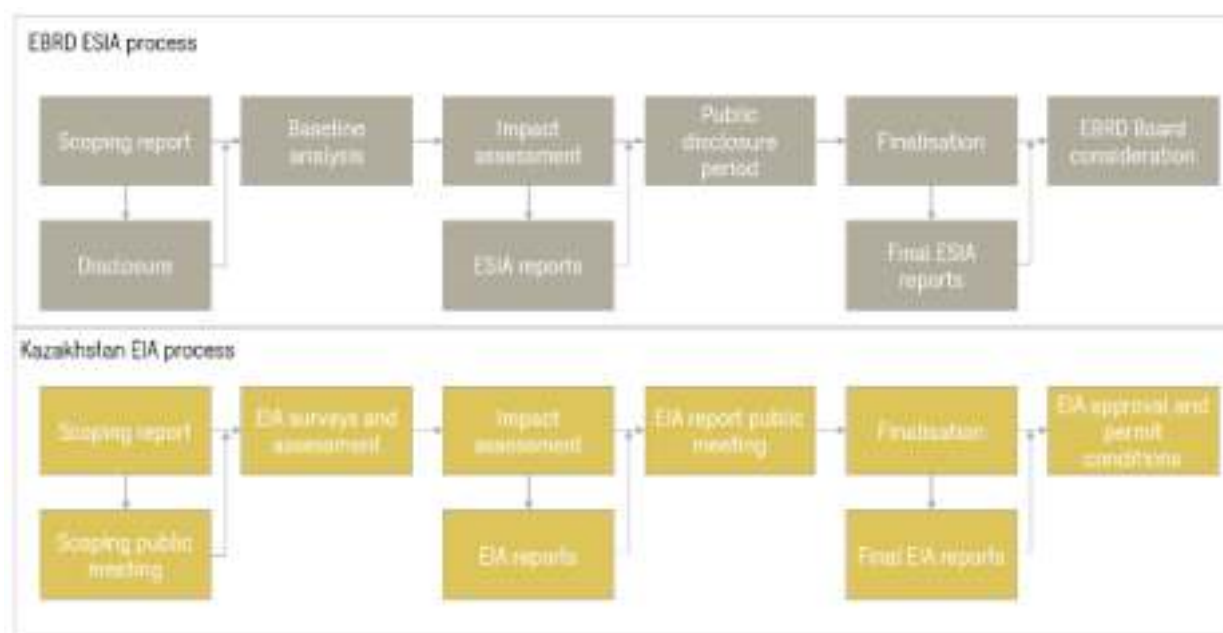 EBRD ESIA process
Scoping report
Baseline
analysis
Impact
assessment
Public
disclosure
period
Finalisation
EBRD Board
consideration
Disclosure
ESIA reports
Final ESIA
reports
Kazakhstan EIA process
Scoping report
EIA surveys and
assessment
Impact
assessment
EIA report public
meeting
Finalisation
EIA approval and
permit
conditions
Scoping public
meeting
EIA reports
Final EIA reports